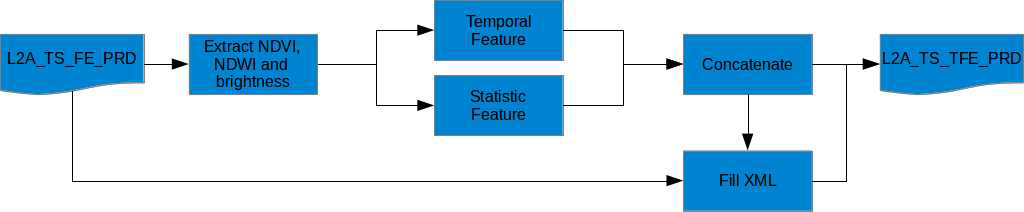 L2A_TS_FE_PRD
Extract NDVI,
NDWI and
brightness
Temporal
Feature
Statistic
Feature
Concatenate
L2A_TS_TFE_PRD
Fill XML